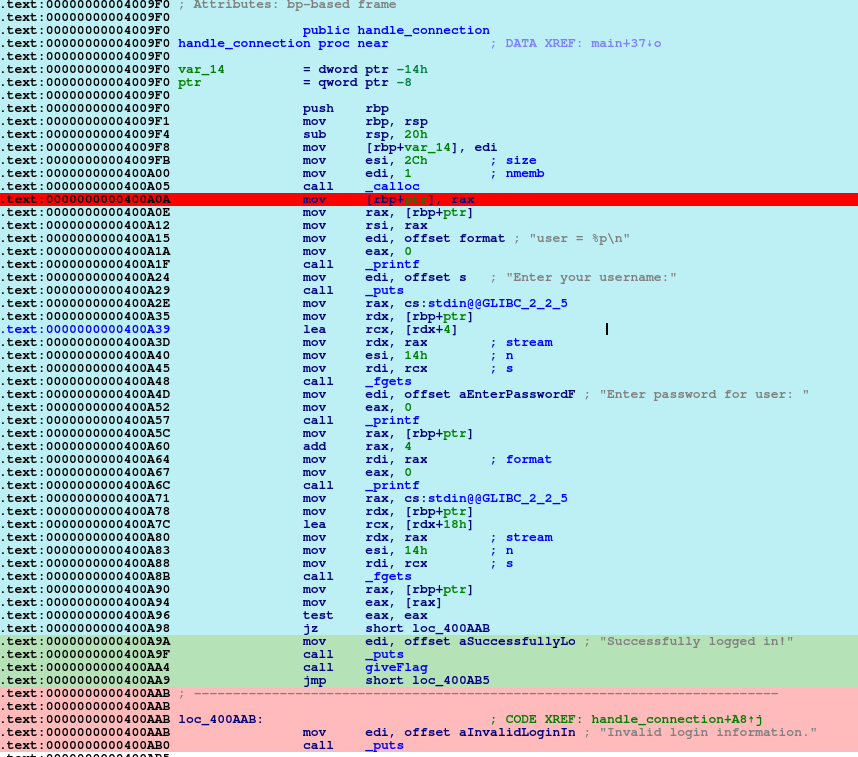 .text:00000000004009F0 ; Attributes: bp-based frame
.text:00000000004009F0
.text:00000000004009F0 public handle_connection
.text:00000000004009F0 handle_connection proc near ; DATA XREF: main+37↓o
.text:00000000004009F0
.text:00000000004009F0 var_14 = dword ptr -14h
.text:00000000004009F0 ptr = qword ptr -8
.text:00000000004009F0
.text:00000000004009F0 push rbp
.text:00000000004009F1 mov rbp, rsp
.text:00000000004009F4 sub rsp, 20h
.text:00000000004009F8 mov [rbp+var_14], edi
.text:00000000004009FB mov esi, 2Ch ; size
.text:0000000000400A00 mov edi, 1 ; nmemb
.text:0000000000400A05 call _calloc
.text:0000000000400A0A mov [rbp+ptr], rax
.text:0000000000400A0E mov rax, [rbp+ptr]
.text:0000000000400A12 mov rsi, rax
.text:0000000000400A15 mov edi, offset format ; "user = %p\n"
.text:0000000000400A1A mov eax, 0
.text:0000000000400A1F call _printf
.text:0000000000400A24 mov edi, offset s ; "Enter your username:"
.text:0000000000400A29 call _puts
.text:0000000000400A2E mov rax, cs:stdin@@GLIBC_2_2_5
.text:0000000000400A35 mov rdx, [rbp+ptr]
.text:0000000000400A39 lea rcx, [rdx+4]
.text:0000000000400A3D mov rdx, rax ; stream
.text:0000000000400A40 mov esi, 14h ; n
.text:0000000000400A45 mov rdi, rcx ; s
.text:0000000000400A48 call _fgets
.text:0000000000400A4D mov edi, offset aEnterPasswordF ; "Enter password for user: "
.text:0000000000400A52 mov eax, 0
.text:0000000000400A57 call _printf
.text:0000000000400A5C mov rax, [rbp+ptr]
.text:0000000000400A60 add rax, 4
.text:0000000000400A64 mov rdi, rax ; format
.text:0000000000400A67 mov eax, 0
.text:0000000000400A6C call _printf
.text:0000000000400A71 mov rax, cs:stdin@@GLIBC_2_2_5
.text:0000000000400A78 mov rdx, [rbp+ptr]
.text:0000000000400A7C lea rcx, [rdx+18h]
.text:0000000000400A80 mov rdx, rax ; stream
.text:0000000000400A83 mov esi, 14h ; n
.text:0000000000400A88 mov rdi, rcx ; s
.text:0000000000400A8B call _fgets
.text:0000000000400A90 mov rax, [rbp+ptr]
.text:0000000000400A94 mov eax, [rax]
.text:0000000000400A96 test eax, eax
.text:0000000000400A98 jz short loc_400AAB
.text:0000000000400A9A mov edi, offset aSuccessfullyLo ; "Successfully logged in!"
.text:0000000000400A9F call _puts
.text:0000000000400AA4 call giveFlag
.text:0000000000400AA9 jmp short loc_400AB5
.text:0000000000400AAB ; ---------------------------------------------------------------------------
.text:0000000000400AAB
.text:0000000000400AAB loc_400AAB: ; CODE XREF: handle_connection+A8↑j
.text:0000000000400AAB mov edi, offset aInvalidLoginIn ; "Invalid login information."
.text:0000000000400AB0 call _puts